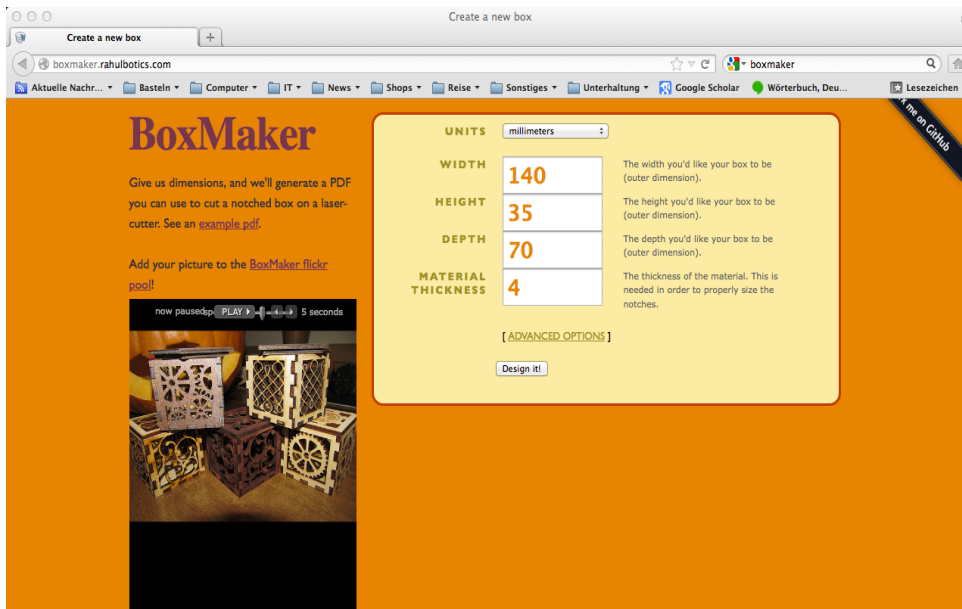 Create a new box
Create a new box
boxmaker.rahulbotics.com
boxmaker
Aktuelle Nachr... Basteln Computer IT News Shops Reise Sonstiges Unterhaltung Google Scholar Wörterbuch, Deu... Lesezeichen
me on GitHub
BoxMaker
Give us dimensions, and we'll generate a PDF
you can use to cut a notched box on a laser-
cutter. See an example pdf.
Add your picture to the BoxMaker flickr
pool!
now paused PLAY 5 seconds
UNITS millimeters
WIDTH 140 The width you'd like your box to be
(outer dimension).
HEIGHT 35 The height you'd like your box to be
(outer dimension).
DEPTH 70 The depth you'd like your box to be
(outer dimension).
MATERIAL
THICKNESS 4 The thickness of the material. This is
needed in order to properly size the
notches.
[ ADVANCED OPTIONS ]
Design it!